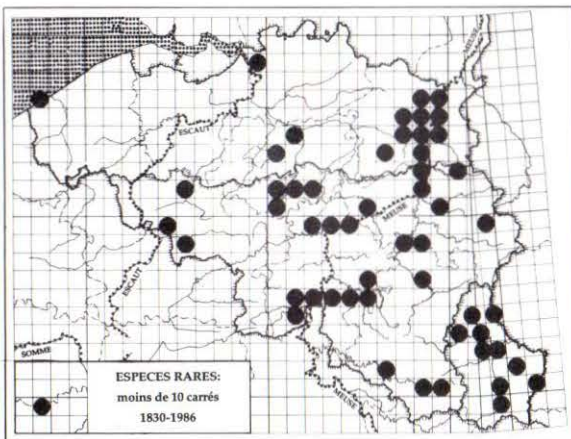 MEUSE
ESCAUT
MEUSE
ESCAUT
SOMME
MEUSE
ESPECES RARES:
moins de 10 carrés
1830-1986